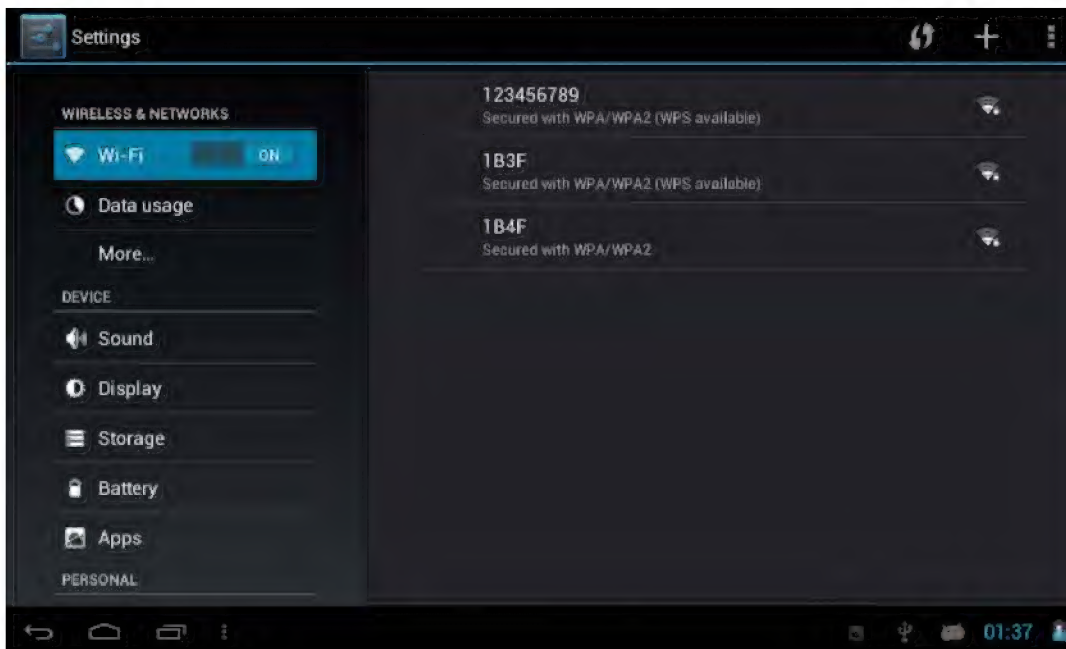 Settings
WIRELESS & NETWORKS
Wi-Fi ON
Data usage
More...
DEVICE
Sound
Display
Storage
Battery
Apps
PERSONAL
123456789
Secured with WPA/WPA2 (WPS available)
1B3F
Secured with WPA/WPA2 (WPS available)
1B4F
Secured with WPA/WPA2
01:37